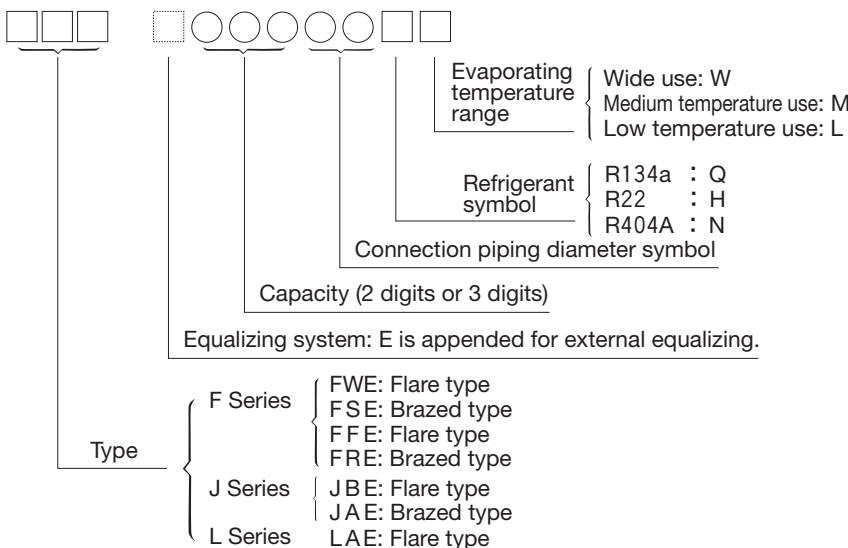 Evaporating
temperature
range
Wide use: W
Medium temperature use: M
Low temperature use: L
Refrigerant
symbol
R134a : Q
R22 : H
R404A : N
Connection piping diameter symbol
Capacity (2 digits or 3 digits)
Equalizing system: E is appended for external equalizing.
Type
F Series
FWE: Flare type
FSE: Brazed type
FFE: Flare type
FRE: Brazed type
J Series
JBE: Flare type
JAE: Brazed type
L Series
LAE: Flare type